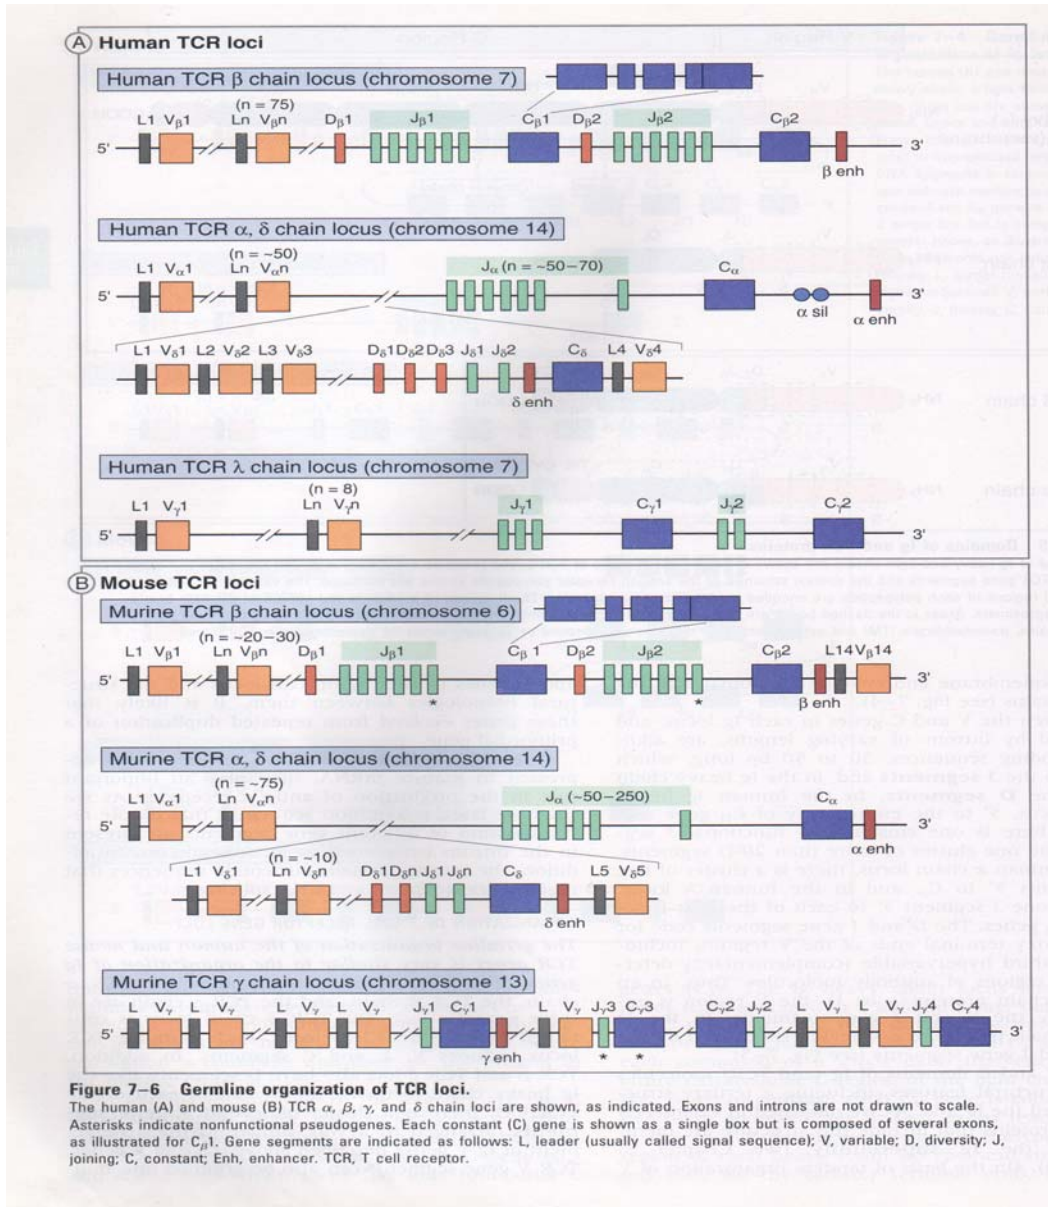 A Human TCR loci
Human TCR β chain locus (chromosome 7)
(n = 75)
L1 Vβ1 Ln Vβn Dβ1 Jβ1 Cβ1 Dβ2 Jβ2 Cβ2
5' 3'
β enh
Human TCR α, δ chain locus (chromosome 14)
(n = ~50)
L1 Vα1 Ln Vαn Jα (n = ~50–70) Cα
5' 3'
α sil α enh
L1 Vδ1 L2 Vδ2 L3 Vδ3 Dδ1 Dδ2 Dδ3 Jδ1 Jδ2 Cδ L4 Vδ4
δ enh
Human TCR λ chain locus (chromosome 7)
(n = 8)
L1 Vγ1 Ln Vγn Jγ1 Cγ1 Jγ2 Cγ2
5' 3'
B Mouse TCR loci
Murine TCR β chain locus (chromosome 6)
(n = ~20–30)
L1 Vβ1 Ln Vβn Dβ1 Jβ1 Cβ 1 Dβ2 Jβ2 Cβ2 L14 Vβ14
5' 3'
* * β enh
Murine TCR α, δ chain locus (chromosome 14)
(n = ~75)
L1 Vα1 Ln Vαn Jα (~50–250) Cα
5' 3'
α enh
(n = ~10)
L1 Vδ1 Ln Vδn Dδ1 Dδn Jδ1 Jδn Cδ L5 Vδ5
δ enh
Murine TCR γ chain locus (chromosome 13)
L Vγ L Vγ L Vγ Jγ1 Cγ1 L Vγ Jγ3 Cγ3 Cγ2 Jγ2 L Vγ L Vγ Jγ4 Cγ4
5' 3'
γ enh * *
Figure 7–6 Germline organization of TCR loci.
The human (A) and mouse (B) TCR α, β, γ, and δ chain loci are shown, as indicated. Exons and introns are not drawn to scale.
Asterisks indicate nonfunctional pseudogenes. Each constant (C) gene is shown as a single box but is composed of several exons,
as illustrated for Cβ1. Gene segments are indicated as follows: L, leader (usually called signal sequence); V, variable; D, diversity; J,
joining; C, constant; Enh, enhancer. TCR, T cell receptor.